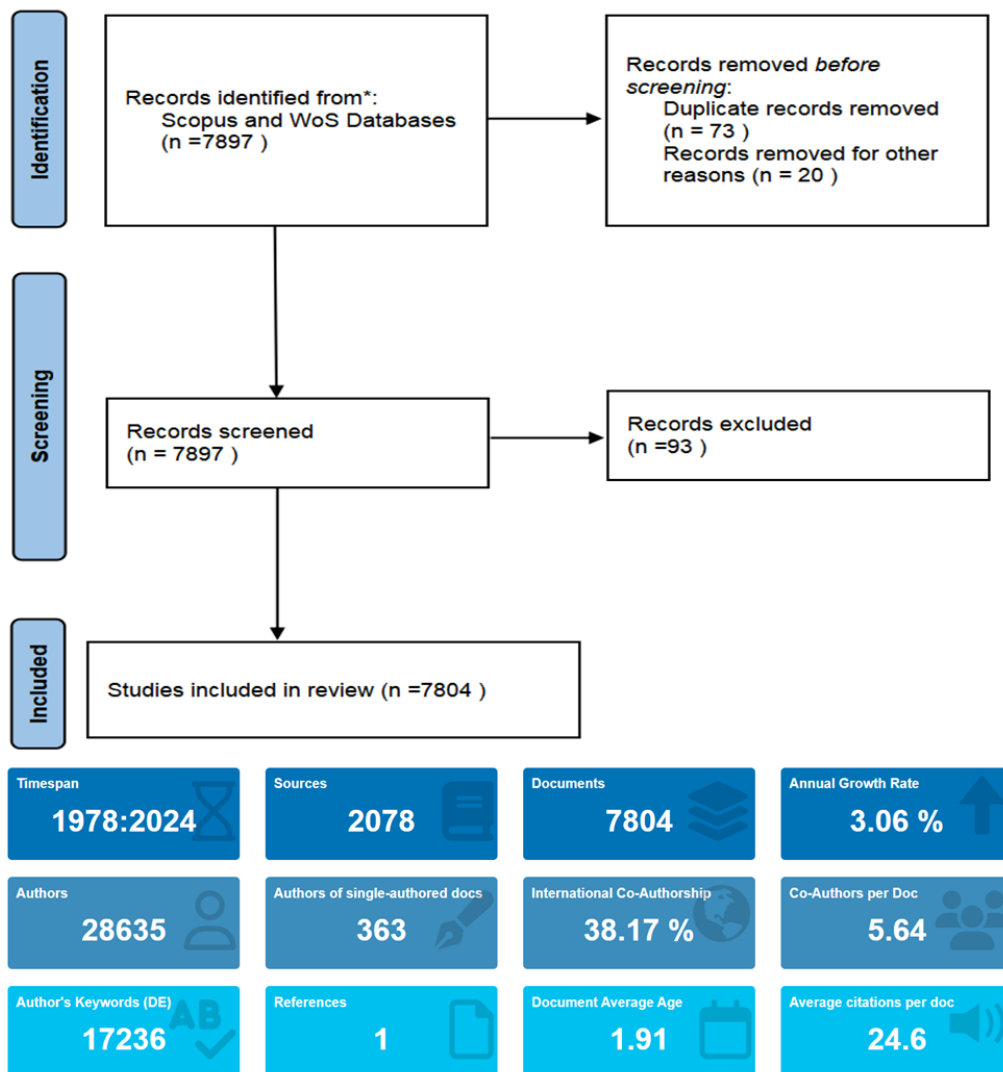 Identification
Records identified from*:
Scopus and WoS Databases
(n =7897 )
Records removed before
screening:
Duplicate records removed
(n = 73 )
Records removed for other
reasons (n = 20 )
Screening
Records screened
(n = 7897 )
Records excluded
(n =93 )
Included
Studies included in review (n =7804 )
Timespan
1978:2024
Sources
2078
Documents
7804
Annual Growth Rate
3.06 %
Authors
28635
Authors of single-authored docs
363
International Co-Authorship
38.17 %
Co-Authors per Doc
5.64
Author's Keywords (DE)
AB
17236
References
1
Document Average Age
1.91
Average citations per doc
24.6